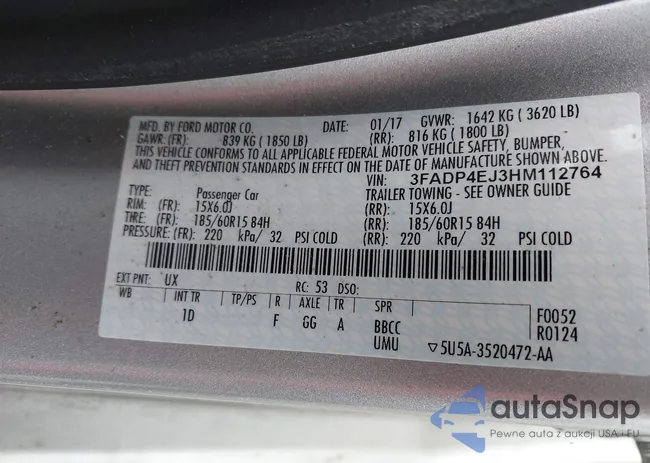 MFD. BY FORD MOTOR CO. DATE: 01/17 GVWR: 1642 KG ( 3620 LB)
GAWR: (FR): 839 KG ( 1850 LB) (RR): 816 KG ( 1800 LB)
THIS VEHICLE CONFORMS TO ALL APPLICABLE FEDERAL MOTOR VEHICLE SAFETY, BUMPER,
AND THEFT PREVENTION STANDARDS IN EFFECT ON THE DATE OF MANUFACTURE SHOWN ABOVE.
VIN: 3FADP4EJ3HM112764
TYPE: Passenger Car TRAILER TOWING - SEE OWNER GUIDE
RIM: (FR): 15X6.0J (RR): 15X6.0J
TIRE: (FR): 185/60R15 84H (RR): 185/60R15 84H
PRESSURE: (FR): 220 kPa/ 32 PSI COLD (RR): 220 kPa/ 32 PSI COLD
EXT PNT: UX RC: 53 DSO:
WB INT TR TP/PS R AXLE TR SPR F0052
1D F GG A BBCC R0124
UMU ▽5U5A-3520472-AA
autaSnap
Pewne auta z aukcji USA i EU